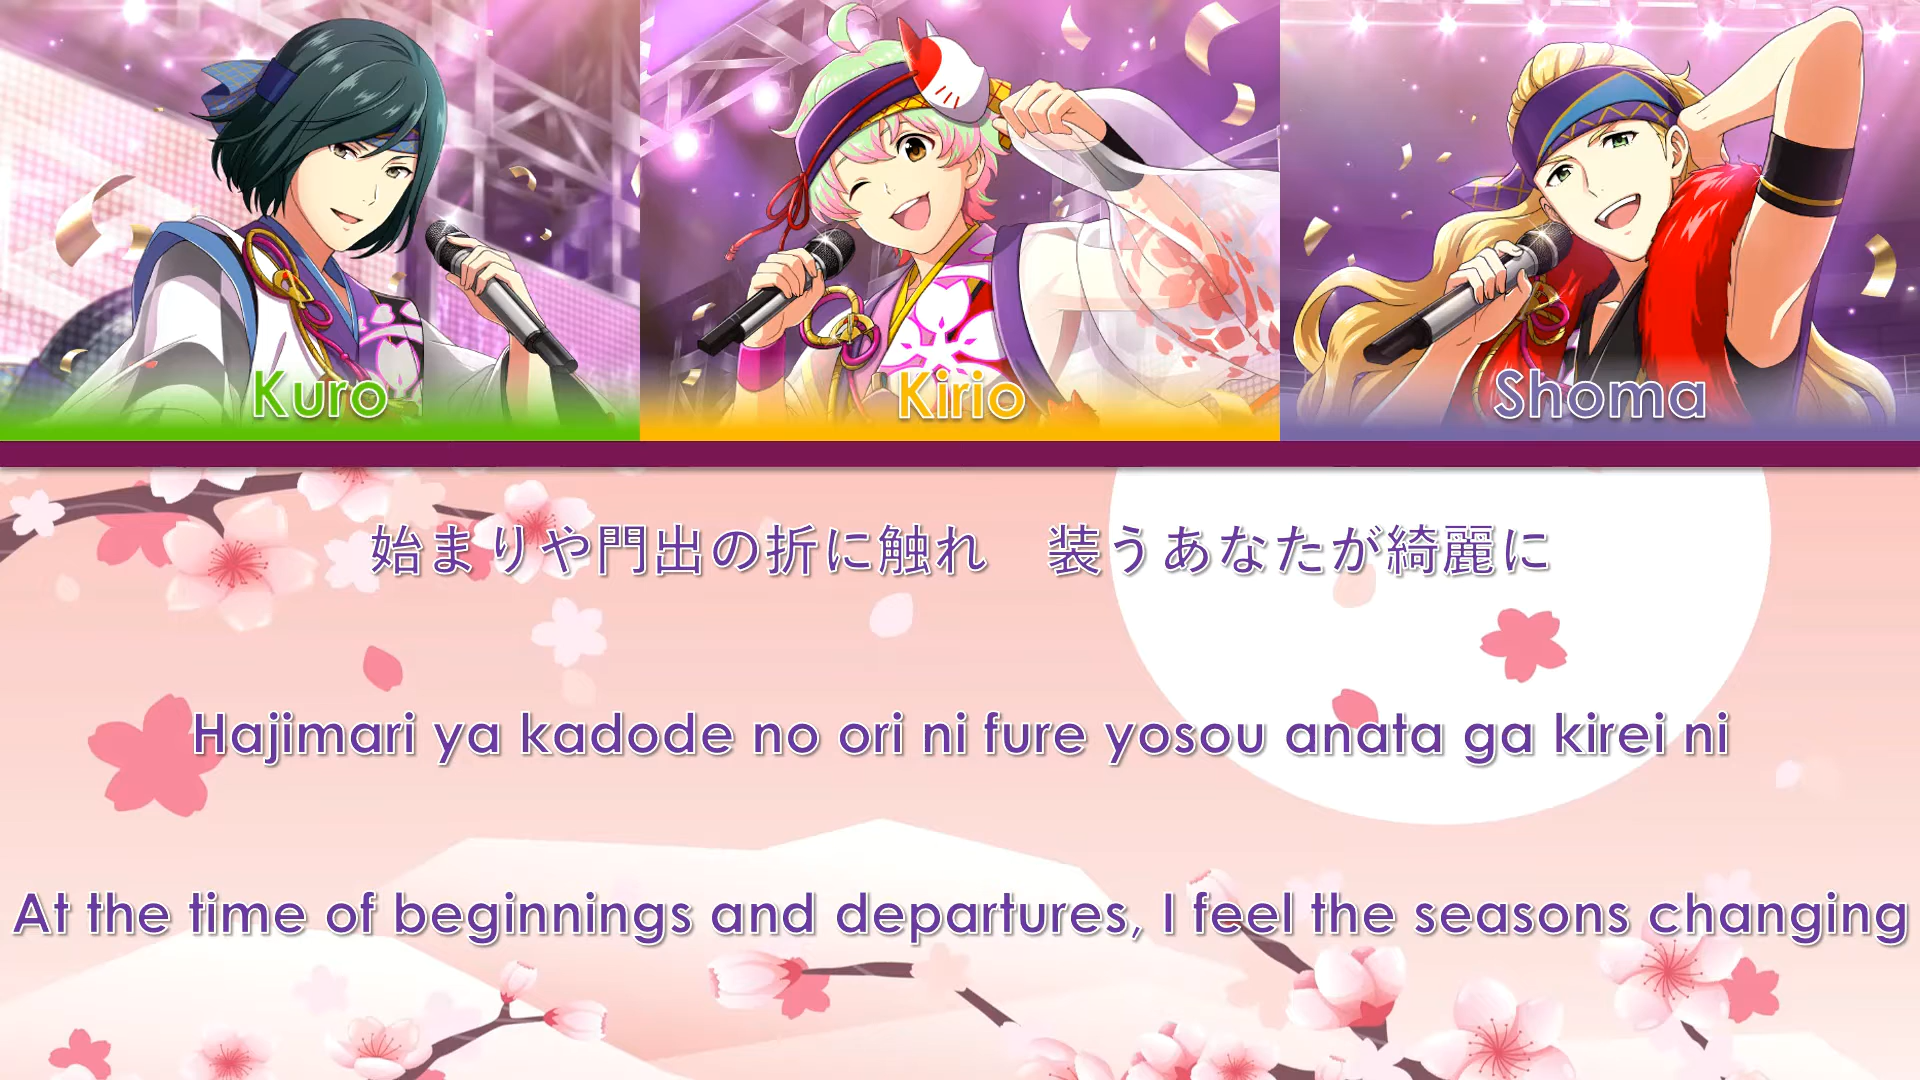 Kuro
Kirio
Shoma
始まりや門出の折に触れ　装うあなたが綺麗に
Hajimari ya kadode no ori ni fure yosou anata ga kirei ni
At the time of beginnings and departures, I feel the seasons changing